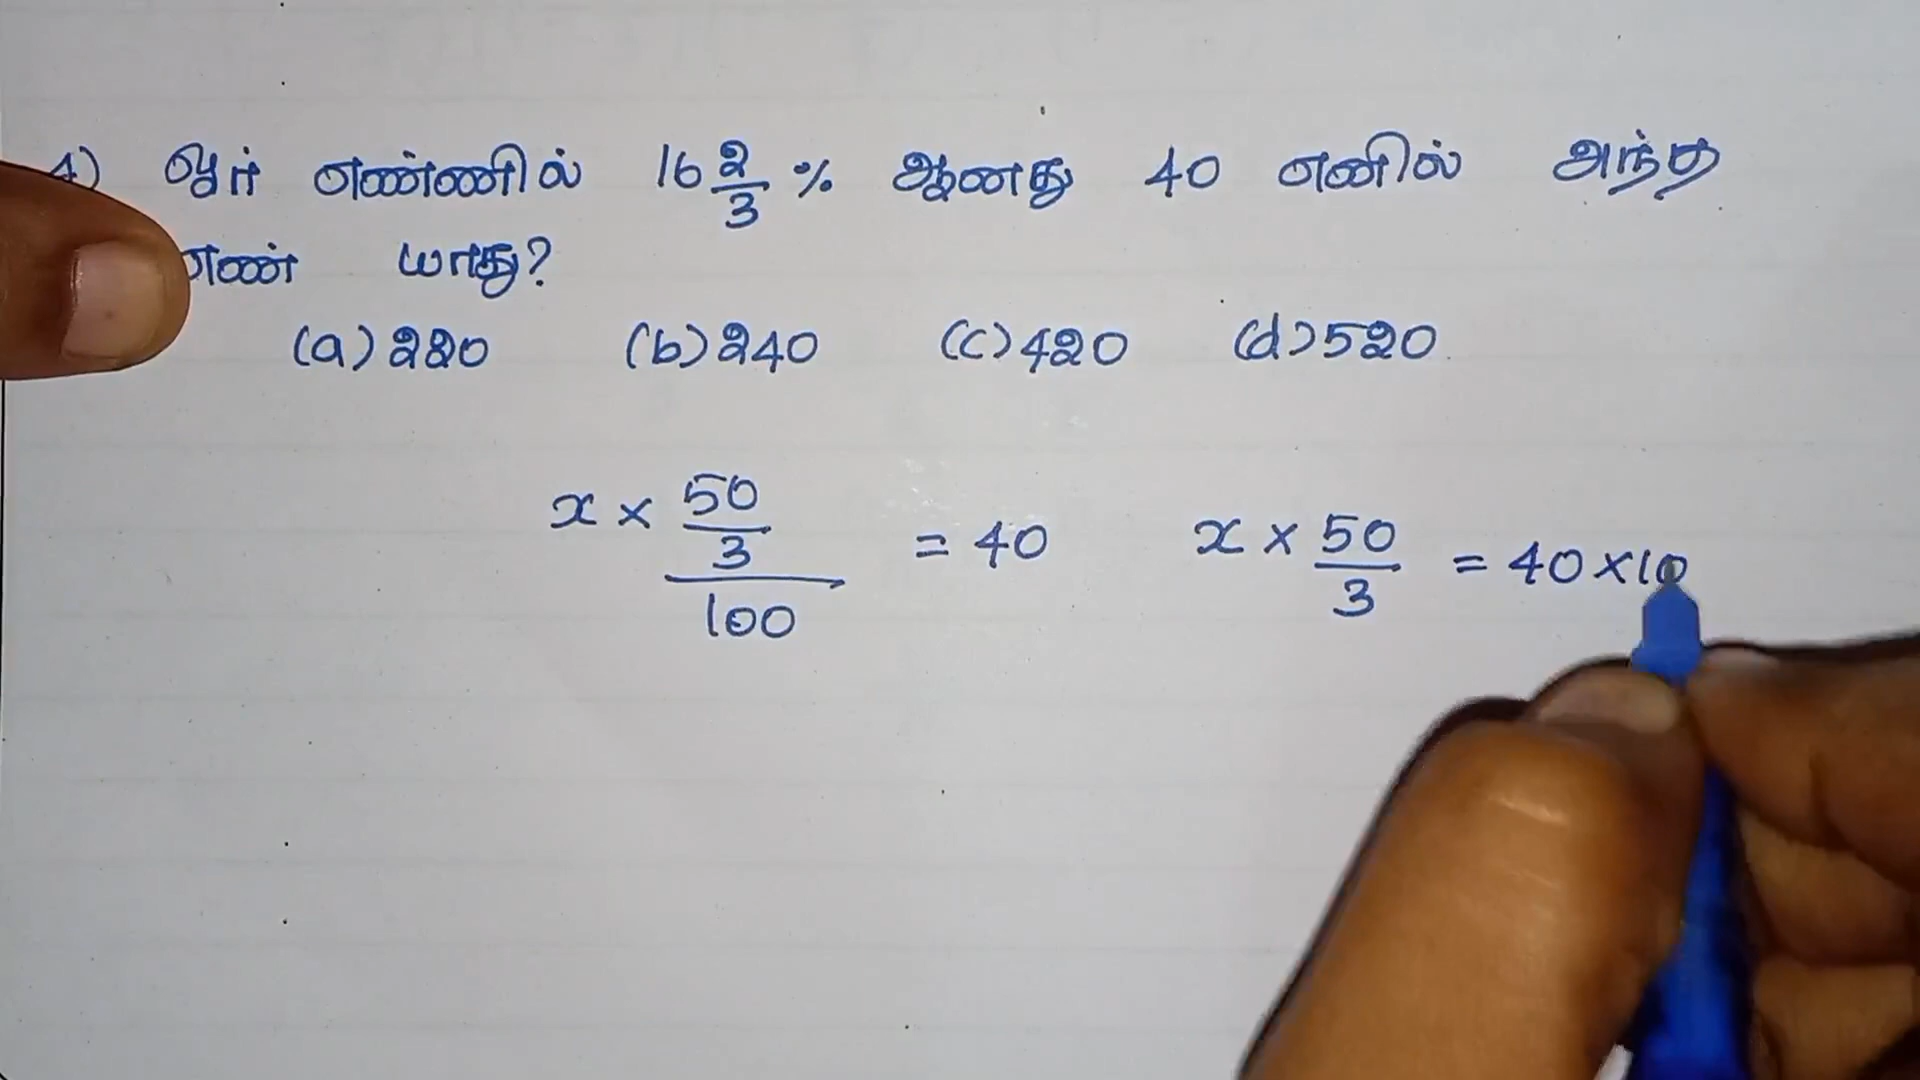 4) ஓர் எண்ணில் 16 2/3 % ஆனது 40 எனில் அந்த
எண் யாது?
(a) 220 (b) 240 (c) 420 (d) 520
x × 50/3 / 100 = 40 x × 50/3 = 40 × 10